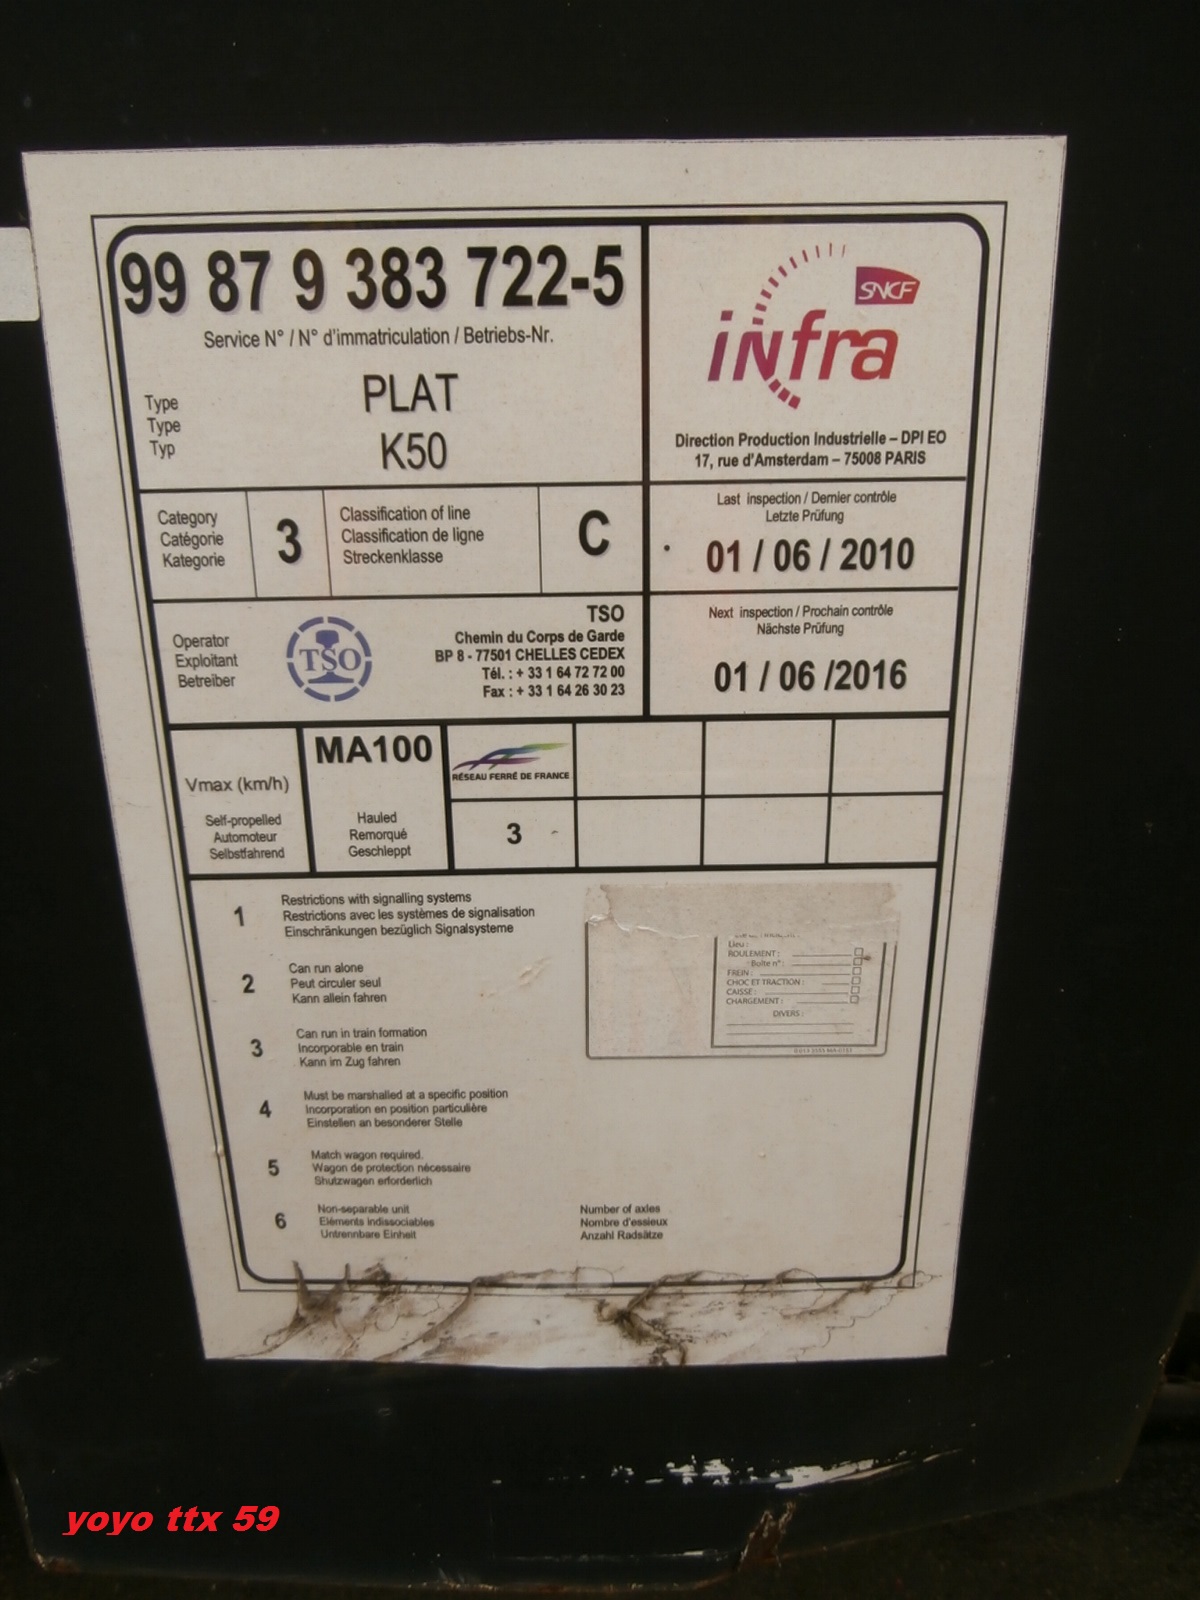 99 87 9 383 722-5
Service N° / N° d'immatriculation / Betriebs-Nr.
Type
Type
Typ
PLAT
K50
SNCF
infra
Direction Production Industrielle – DPI EO
17, rue d'Amsterdam – 75008 PARIS
Category
Catégorie
Kategorie
3
Classification of line
Classification de ligne
Streckenklasse
C
Last inspection / Dernier contrôle
Letzte Prüfung
01 / 06 / 2010
Operator
Exploitant
Betreiber
TSO
TSO
Chemin du Corps de Garde
BP 8 - 77501 CHELLES CEDEX
Tél. : + 33 1 64 72 72 00
Fax : + 33 1 64 26 30 23
Next inspection / Prochain contrôle
Nächste Prüfung
01 / 06 /2016
Vmax (km/h)
Self-propelled
Automoteur
Selbstfahrend
MA100
Hauled
Remorqué
Geschleppt
RÉSEAU FERRÉ DE FRANCE
3
1
Restrictions with signalling systems
Restrictions avec les systèmes de signalisation
Einschränkungen bezüglich Signalsysteme
2
Can run alone
Peut circuler seul
Kann allein fahren
3
Can run in train formation
Incorporable en train
Kann im Zug fahren
4
Must be marshalled at a specific position
Incorporation en position particulière
Einstellen an besonderer Stelle
5
Match wagon required.
Wagon de protection nécessaire
Shutzwagen erforderlich
6
Non-separable unit
Eléments indissociables
Untrennbare Einheit
Number of axles
Nombre d'essieux
Anzahl Radsätze
Lieu :
ROULEMENT :
Boîte n° :
FREIN :
CHOC ET TRACTION :
CAISSE :
CHARGEMENT :
DIVERS :
yoyo ttx 59